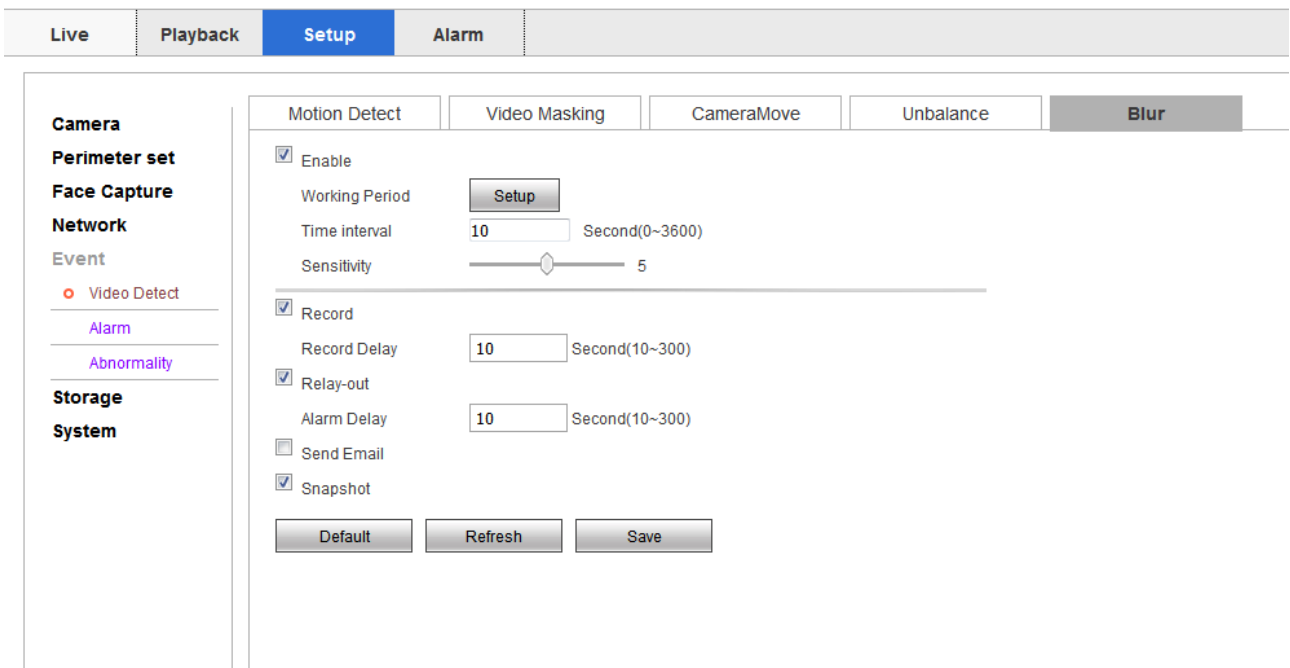 Live Playback Setup Alarm
Motion Detect Video Masking CameraMove Unbalance Blur
Camera
Perimeter set
Face Capture
Network
Event
Video Detect
Alarm
Abnormality
Storage
System
Enable
Working Period Setup
Time interval 10 Second(0~3600)
Sensitivity 5
Record
Record Delay 10 Second(10~300)
Relay-out
Alarm Delay 10 Second(10~300)
Send Email
Snapshot
Default Refresh Save